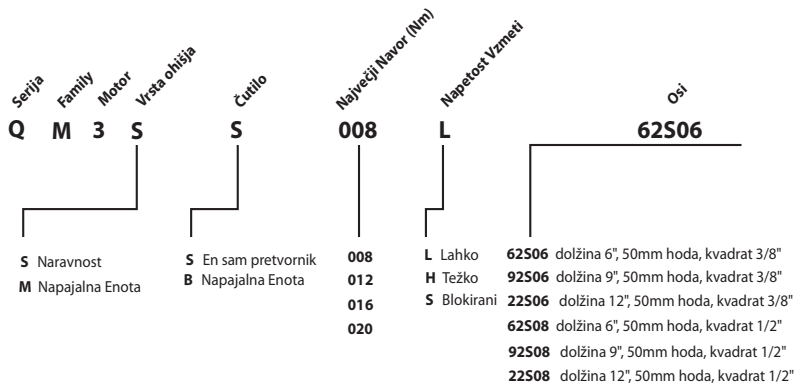 Serija Family Motor Vrsta ohišja Čutilo Največji Navor (Nm) Napetost Vzmeti Osi
Q M 3 S S 008 L 62S06
S Naravnost
M Napajalna Enota
S En sam pretvornik
B Napajalna Enota
008
012
016
020
L Lahko
H Težko
S Blokirani
62S06 dolžina 6", 50mm hoda, kvadrat 3/8"
92S06 dolžina 9", 50mm hoda, kvadrat 3/8"
22S06 dolžina 12", 50mm hoda, kvadrat 3/8"
62S08 dolžina 6", 50mm hoda, kvadrat 1/2"
92S08 dolžina 9", 50mm hoda, kvadrat 1/2"
22S08 dolžina 12", 50mm hoda, kvadrat 1/2"